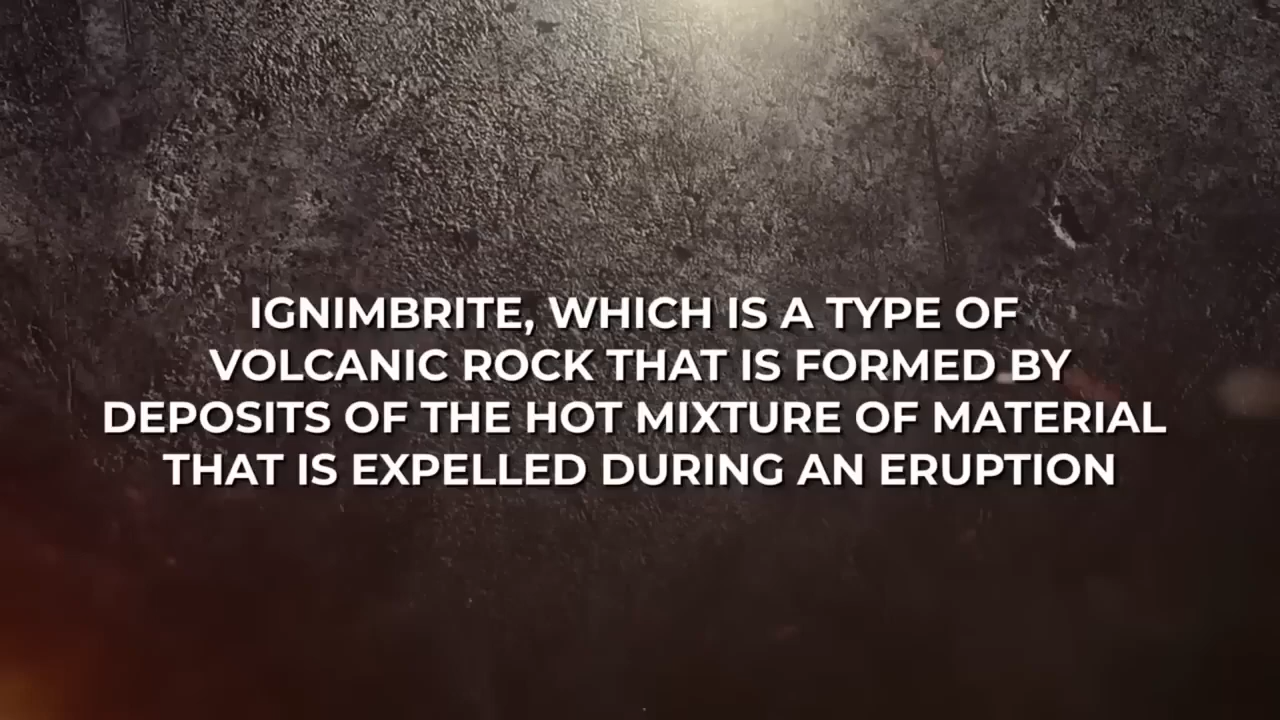 IGNIMBRITE, WHICH IS A TYPE OF
VOLCANIC ROCK THAT IS FORMED BY
DEPOSITS OF THE HOT MIXTURE OF MATERIAL
THAT IS EXPELLED DURING AN ERUPTION